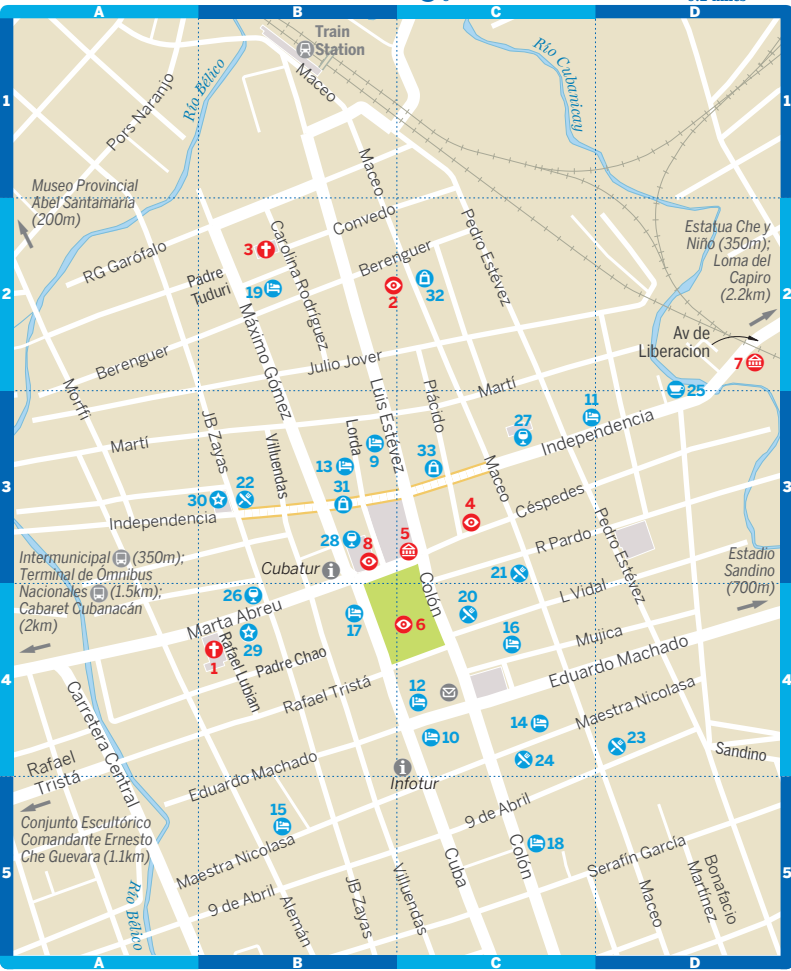 A
B
C
D
1
Train
Station
Maceo
Río Bélico
Río Cubanicay
Pors Naranjo
1
Maceo
Museo Provincial
Abel Santamaría
(200m)
Convedo
Pedro Estévez
3
Carolina Rodríguez
RG Garófalo
Berenguer
Estatua Che y
Niño (350m);
Loma del
Capiro
(2.2km)
Padre
Tuduri
19
2
32
2
2
Máximo Gómez
Av de
Liberación
7
Berenguer
Julio Jover
Morffi
Luis Estévez
Plácido
Martí
25
11
JB Zayas
Martí
Villuendas
Lorda
27
Independencia
13
9
33
Maceo
3
30
22
31
4
Céspedes
3
Independencia
28
8
5
R Pardo
Pedro Estévez
Intermunicipal (350m);
Terminal de Ómnibus
Nacionales (1.5km);
Cabaret Cubanacán
(2km)
Cubatur
21
Estadio
Sandino
(700m)
Colón
L Vidal
26
Marta Abreu
17
20
6
16
Mujica
29
1
Rafael Lubian
Padre Chao
Eduardo Machado
4
Rafael Tristá
12
4
Maestra Nicolasa
Carretera Central
10
14
23
24
Sandino
Rafael
Tristá
Eduardo Machado
Infotur
Conjunto Escultórico
Comandante Ernesto
Che Guevara (1.1km)
15
9 de Abril
18
Maestra Nicolasa
Colón
Serafín García
5
Cuba
5
9 de Abril
Río Bélico
Alemán
JB Zayas
Villuendas
Maceo
Bonafacio
Martínez
A
B
C
D